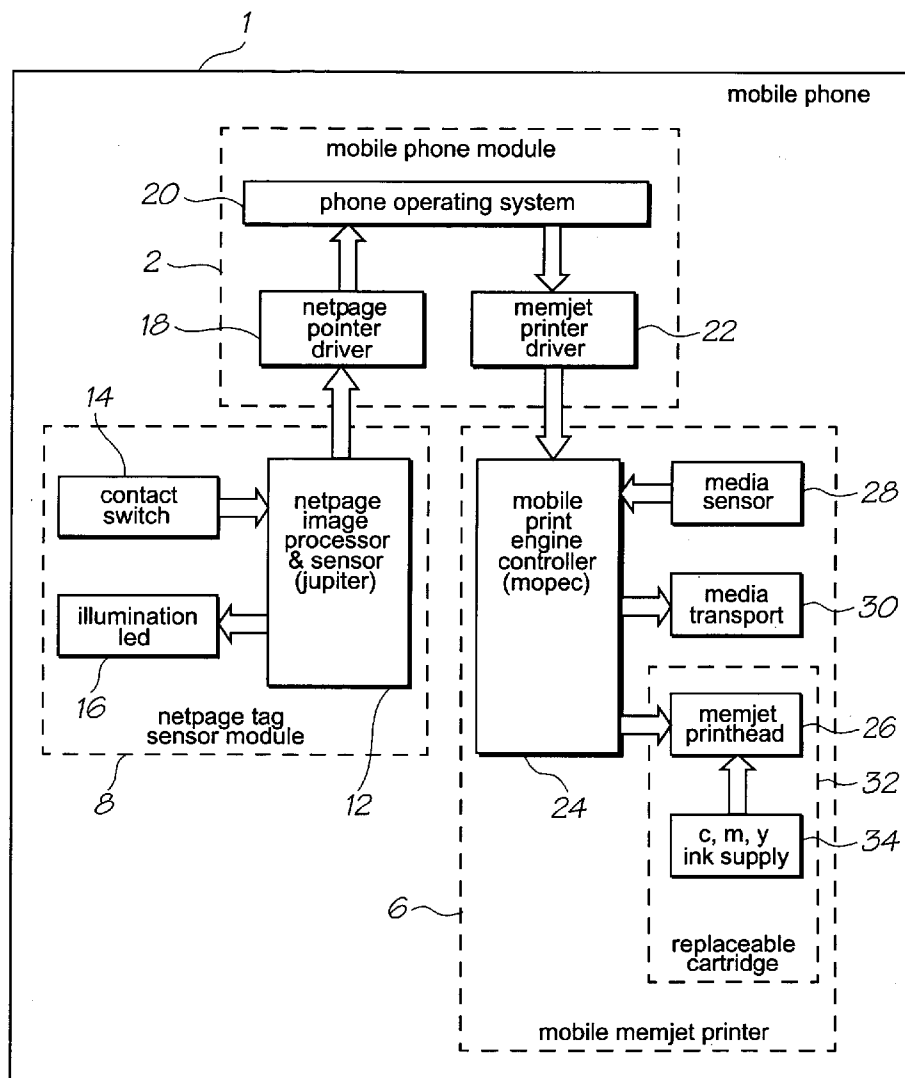 1
mobile phone
mobile phone module
20
phone operating system
2
18
netpage
pointer
driver
memjet
printer
driver
22
14
contact
switch
netpage
image
processor
& sensor
(jupiter)
illumination
led
16
netpage tag
sensor module
8
12
mobile
print
engine
controller
(mopec)
media
sensor
28
media
transport
30
memjet
printhead
26
24
32
c, m, y
ink supply
34
6
replaceable
cartridge
mobile memjet printer